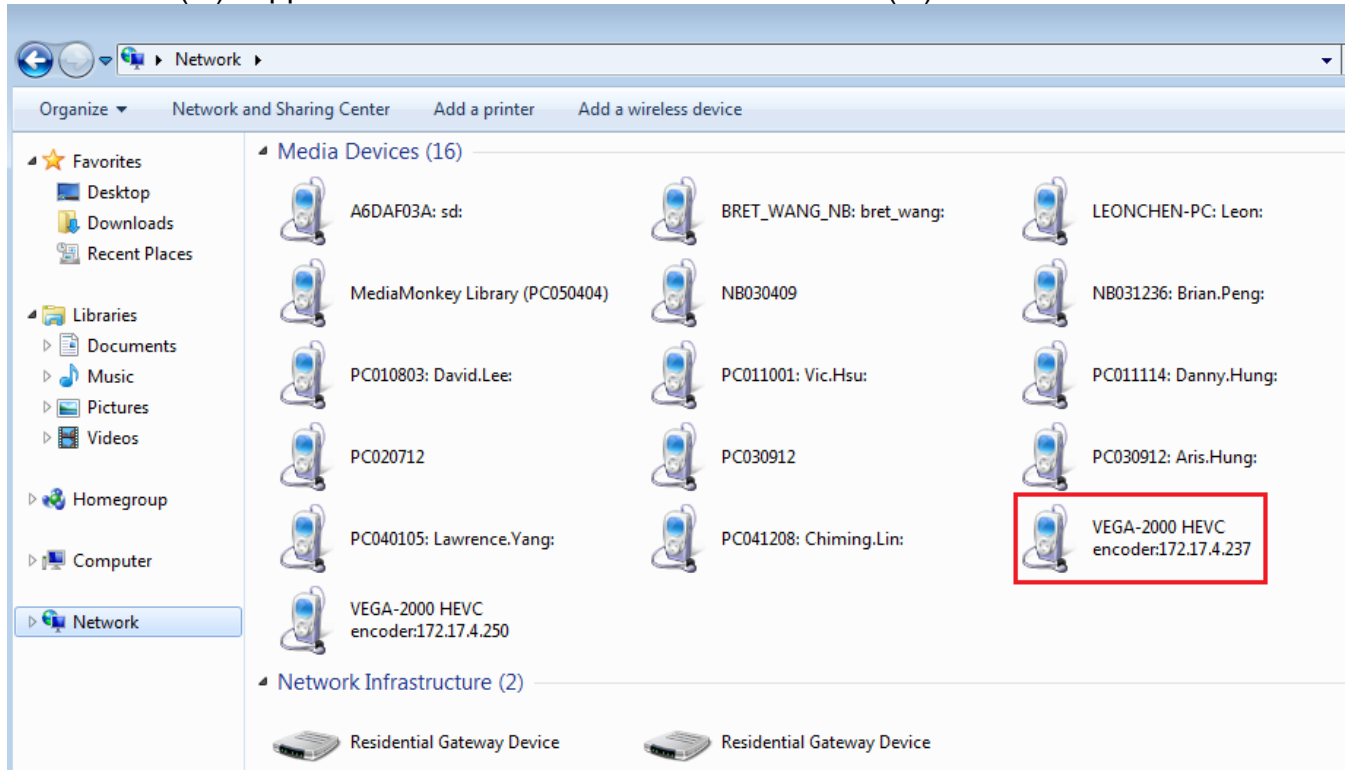 Network
Organize
Network and Sharing Center
Add a printer
Add a wireless device
Favorites
Desktop
Downloads
Recent Places
Libraries
Documents
Music
Pictures
Videos
Homegroup
Computer
Network
Media Devices (16)
A6DAF03A: sd:
BRET_WANG_NB: bret_wang:
LEONCHEN-PC: Leon:
MediaMonkey Library (PC050404)
NB030409
NB031236: Brian.Peng:
PC010803: David.Lee:
PC011001: Vic.Hsu:
PC011114: Danny.Hung:
PC020712
PC030912
PC030912: Aris.Hung:
PC040105: Lawrence.Yang:
PC041208: Chiming.Lin:
VEGA-2000 HEVC
encoder:172.17.4.237
VEGA-2000 HEVC
encoder:172.17.4.250
Network Infrastructure (2)
Residential Gateway Device
Residential Gateway Device